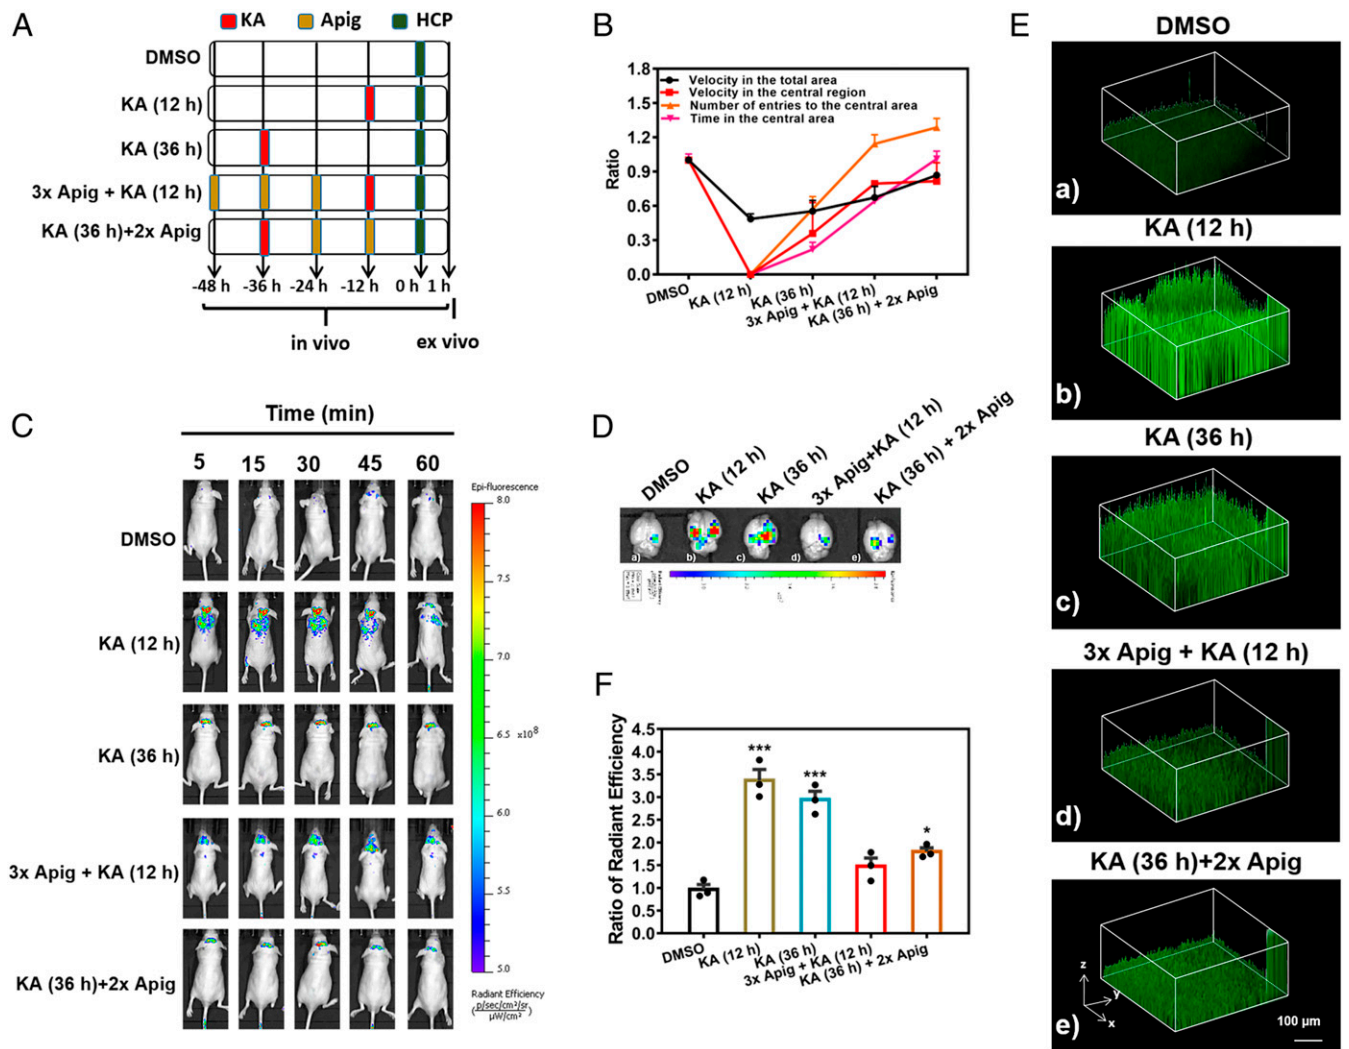 A
KA
Apig
HCP
DMSO
KA (12 h)
KA (36 h)
3x Apig + KA (12 h)
KA (36 h)+2x Apig
-48 h
-36 h
-24 h
-12 h
0 h
1 h
in vivo
ex vivo
B
Velocity in the total area
Velocity in the central region
Number of entries to the central area
Time in the central area
Ratio
1.8
1.5
1.2
0.9
0.6
0.3
0.0
DMSO
KA (12 h)
KA (36 h)
3x Apig + KA (12 h)
KA (36 h) + 2x Apig
C
Time (min)
5
15
30
45
60
DMSO
KA (12 h)
KA (36 h)
3x Apig + KA (12 h)
KA (36 h)+2x Apig
Epi-fluorescence
8.0
7.5
7.0
6.5
x10⁸
6.0
5.5
5.0
Radiant Efficiency
(p/sec/cm²/sr
μW/cm²)
D
DMSO
KA (12 h)
KA (36 h)
3x Apig+KA (12 h)
KA (36 h) + 2x Apig
a)
b)
c)
d)
e)
E
DMSO
a)
KA (12 h)
b)
KA (36 h)
c)
3x Apig + KA (12 h)
d)
KA (36 h)+2x Apig
z
y
x
100 μm
e)
F
Ratio of Radiant Efficiency
4.5
4.0
3.5
3.0
2.5
2.0
1.5
1.0
0.5
0.0
***
***
*
DMSO
KA (12 h)
KA (36 h)
3x Apig + KA (12 h)
KA (36 h) + 2x Apig